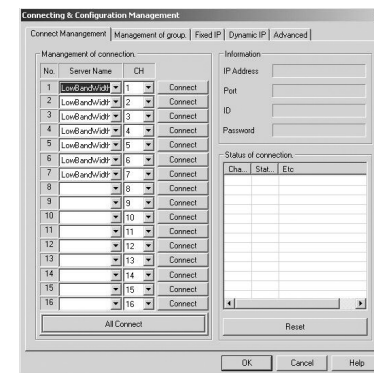 Connecting & Configuration Management
Connect Manangement Management of group. Fixed IP Dynamic IP Advanced
Manangement of connection.
No. Server Name CH
1 LowBandWidth 1 Connect
2 LowBandWidth 2 Connect
3 LowBandWidth 3 Connect
4 LowBandWidth 4 Connect
5 LowBandWidth 5 Connect
6 LowBandWidth 6 Connect
7 LowBandWidth 7 Connect
8 8 Connect
9 9 Connect
10 10 Connect
11 11 Connect
12 12 Connect
13 13 Connect
14 14 Connect
15 15 Connect
16 16 Connect
All Connect
Information
IP Address
Port
ID
Password
Status of connection.
Cha... Stat... Etc
Reset
OK Cancel Help